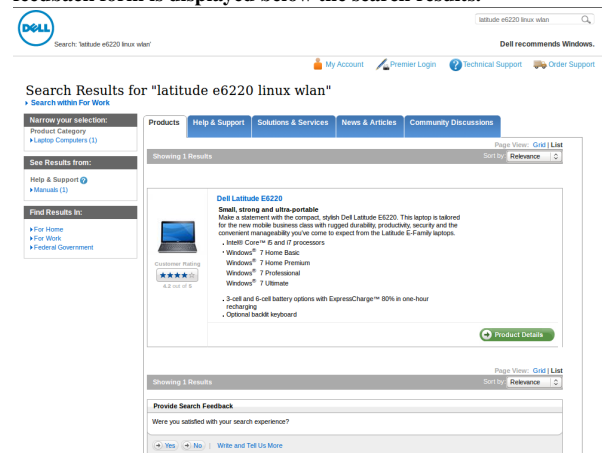 feedback form is displayed below the search results.
DELL
latitude e6220 linux wlan
Search: 'latitude e6220 linux wlan'
Dell recommends Windows.
My Account
Premier Login
Technical Support
Order Support
Search Results for "latitude e6220 linux wlan"
Search within For Work
Narrow your selection:
Product Category
Laptop Computers (1)
See Results from:
Help & Support
Manuals (1)
Find Results In:
For Home
For Work
Federal Government
Products
Help & Support
Solutions & Services
News & Articles
Community Discussions
Page View: Grid | List
Showing 1 Results
Sort by: Relevance
Dell Latitude E6220
Small, strong and ultra-portable
Make a statement with the compact, stylish Dell Latitude E6220. This laptop is tailored
for the new mobile business class with rugged durability, productivity, security and the
convenient manageability you've come to expect from the Latitude E-Family laptops.
Intel® Core™ i5 and i7 processors
Windows® 7 Home Basic
Windows® 7 Home Premium
Windows® 7 Professional
Windows® 7 Ultimate
3-cell and 6-cell battery options with ExpressCharge™ 80% in one-hour
recharging
Optional backlit keyboard
Customer Rating
4.2 out of 5
Product Details
Page View: Grid | List
Showing 1 Results
Sort by: Relevance
Provide Search Feedback
Were you satisfied with your search experience?
Yes
No
| Write and Tell Us More